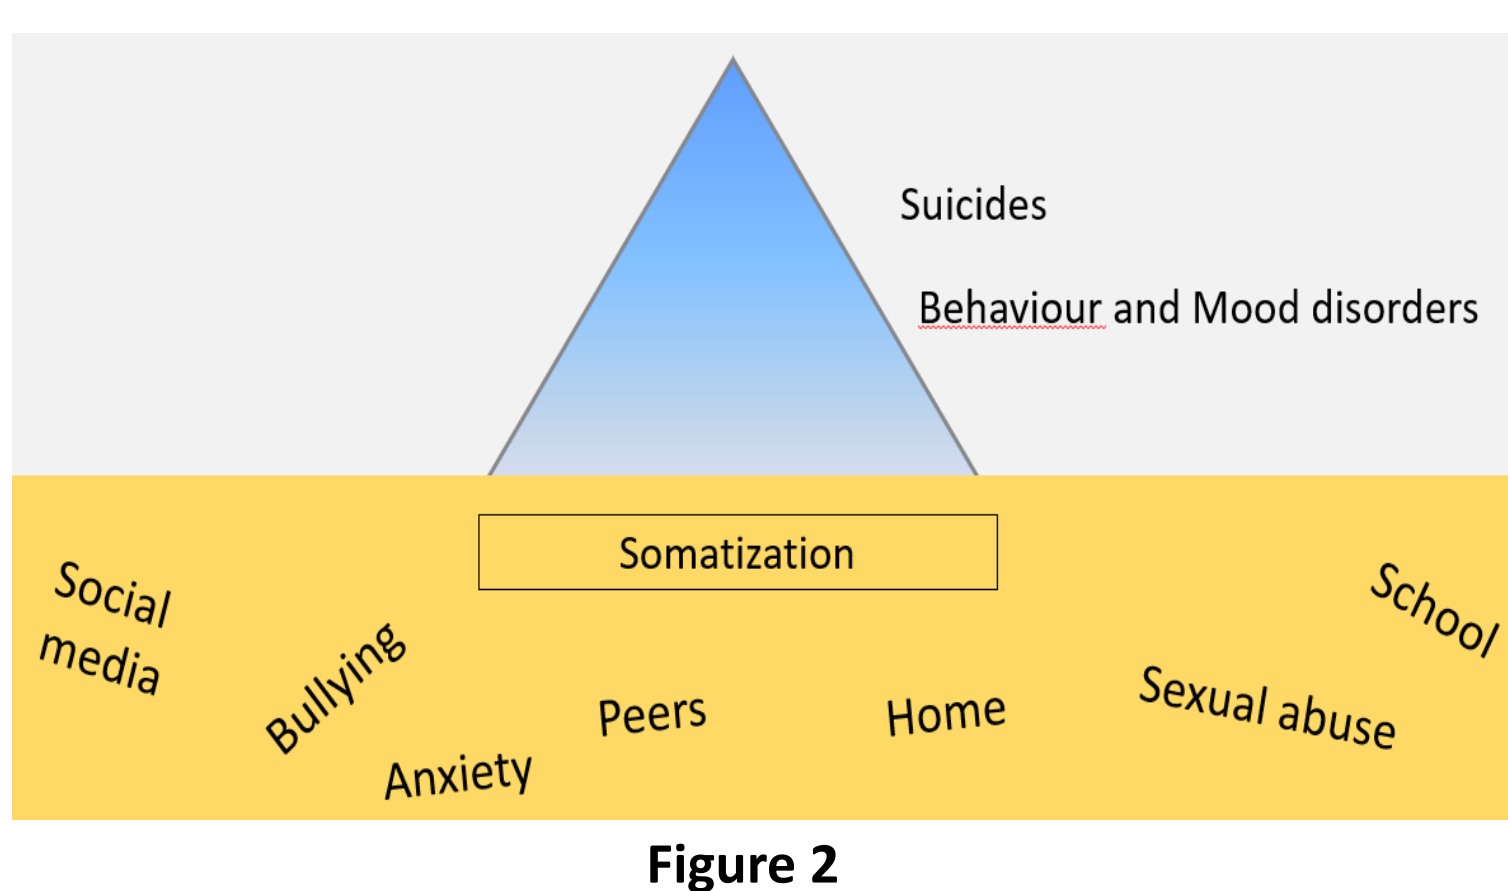 Suicides
Behaviour and Mood disorders
Somatization
Social
media
Bullying
Anxiety
Peers
Home
Sexual abuse
School
Figure 2